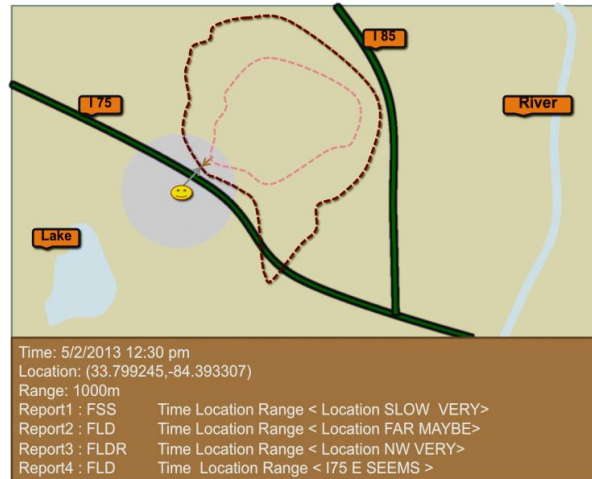 I 85
I 75
River
Lake
Time: 5/2/2013 12:30 pm
Location: (33.799245,-84.393307)
Range: 1000m
Report1 : FSS Time Location Range < Location SLOW VERY>
Report2 : FLD Time Location Range < Location FAR MAYBE>
Report3 : FLDR Time Location Range < Location NW VERY>
Report4 : FLD Time Location Range < I75 E SEEMS >